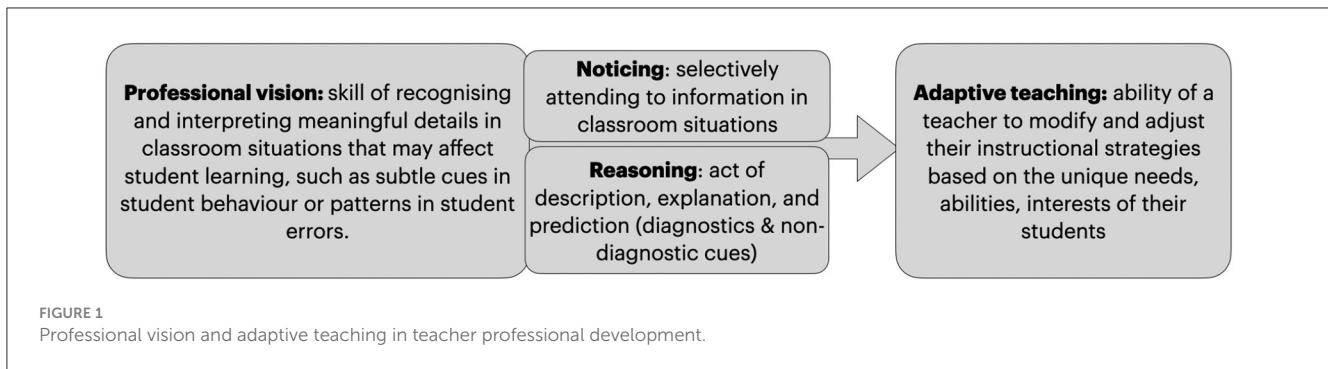 Professional vision: skill of recognising
and interpreting meaningful details in
classroom situations that may affect
student learning, such as subtle cues in
student behaviour or patterns in student
errors.
Noticing: selectively
attending to information in
classroom situations
Reasoning: act of
description, explanation, and
prediction (diagnostics & non-
diagnostic cues)
Adaptive teaching: ability of a
teacher to modify and adjust
their instructional strategies
based on the unique needs,
abilities, interests of their
students
FIGURE 1
Professional vision and adaptive teaching in teacher professional development.